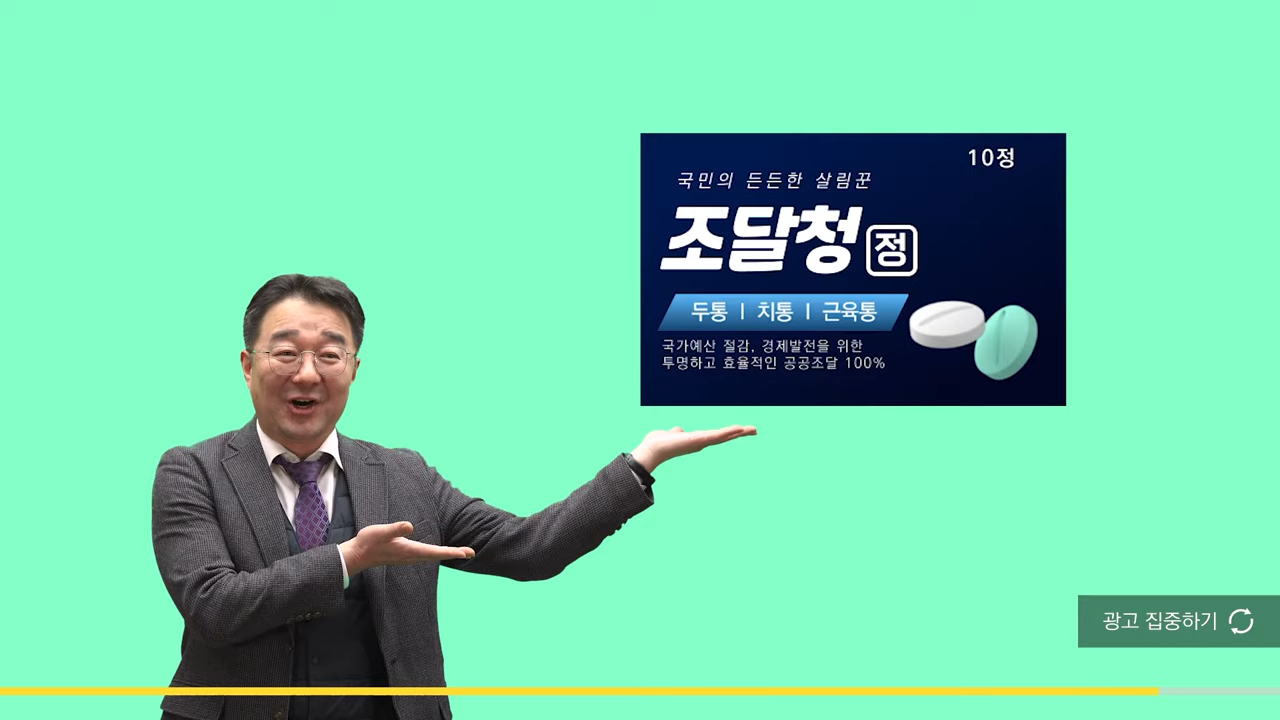 10정
국민의 든든한 살림꾼
조달청 정
두통 | 치통 | 근육통
국가예산 절감, 경제발전을 위한
투명하고 효율적인 공공조달 100%
광고 집중하기